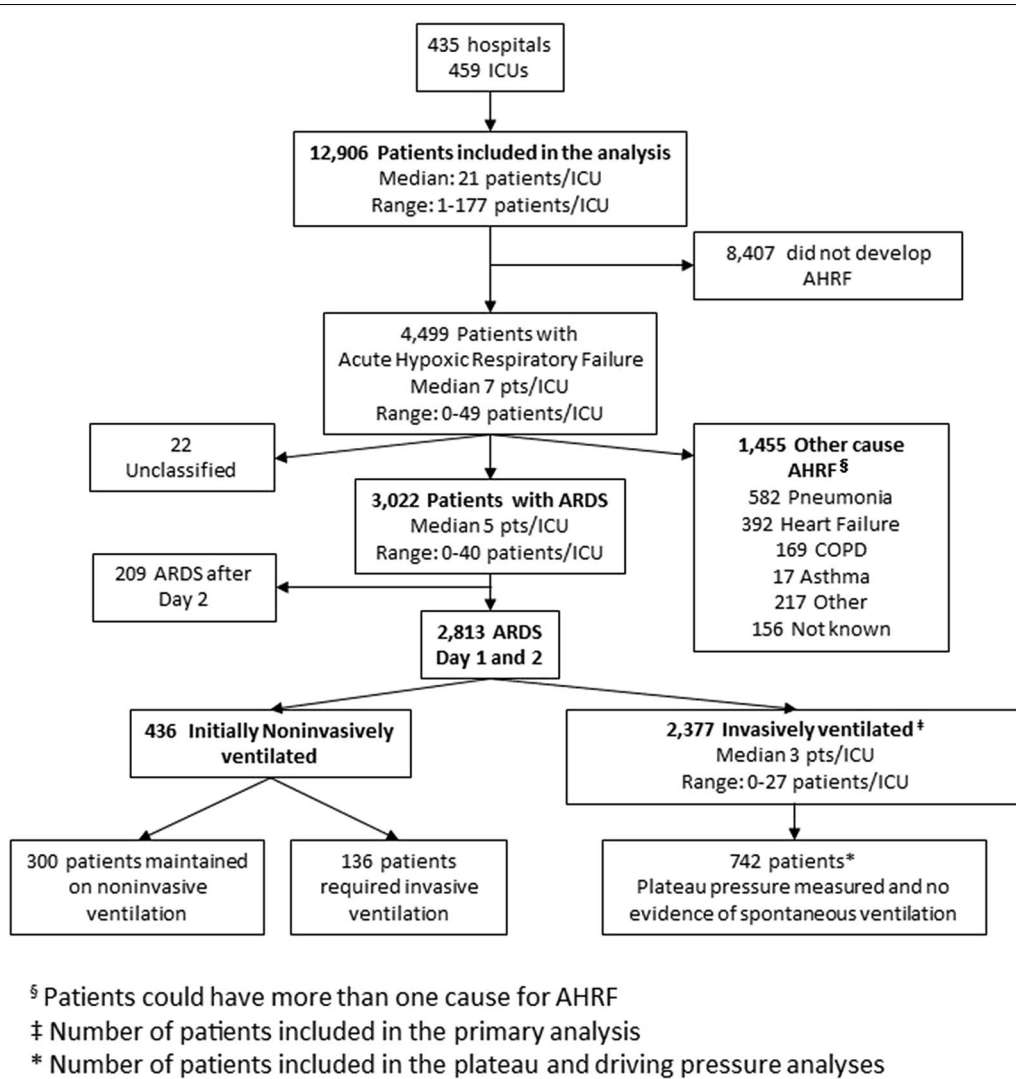 435 hospitals
459 ICUs
12,906 Patients included in the analysis
Median: 21 patients/ICU
Range: 1-177 patients/ICU
8,407 did not develop
AHRF
4,499 Patients with
Acute Hypoxic Respiratory Failure
Median 7 pts/ICU
Range: 0-49 patients/ICU
22
Unclassified
1,455 Other cause
AHRF§
582 Pneumonia
392 Heart Failure
169 COPD
17 Asthma
217 Other
156 Not known
3,022 Patients with ARDS
Median 5 pts/ICU
Range: 0-40 patients/ICU
209 ARDS after
Day 2
2,813 ARDS
Day 1 and 2
436 Initially Noninvasively
ventilated
2,377 Invasively ventilated‡
Median 3 pts/ICU
Range: 0-27 patients/ICU
300 patients maintained
on noninvasive
ventilation
136 patients
required invasive
ventilation
742 patients*
Plateau pressure measured and no
evidence of spontaneous ventilation
§ Patients could have more than one cause for AHRF
‡ Number of patients included in the primary analysis
* Number of patients included in the plateau and driving pressure analyses